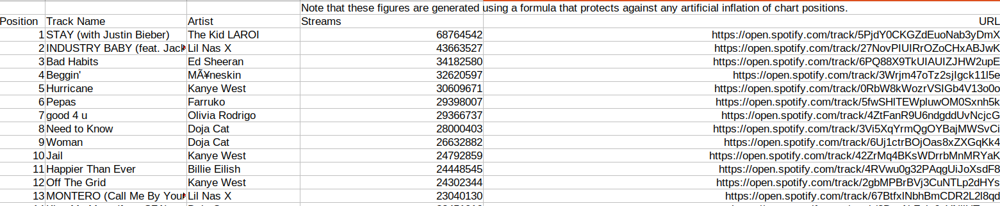 Note that these figures are generated using a formula that protects against any artificial inflation of chart positions.
Position Track Name Artist Streams URL
1 STAY (with Justin Bieber) The Kid LAROI 68764542 https://open.spotify.com/track/5PjdY0CKGZdEuoNab3yDmX
2 INDUSTRY BABY (feat. Jack Lil Nas X 43663527 https://open.spotify.com/track/27NovPIUIRrOZoCHxABJwK
3 Bad Habits Ed Sheeran 34182580 https://open.spotify.com/track/6PQ88X9TkUIAUIZJHW2upE
4 Beggin' MÃ¥neskin 32620597 https://open.spotify.com/track/3Wrjm47oTz2sjIgck11l5e
5 Hurricane Kanye West 30609671 https://open.spotify.com/track/0RbW8kWozrVSIGb4V13o0o
6 Pepas Farruko 29398007 https://open.spotify.com/track/5fwSHlTEWpluwOM0Sxnh5k
7 good 4 u Olivia Rodrigo 29366737 https://open.spotify.com/track/4ZtFanR9U6ndgddUvNcjcG
8 Need to Know Doja Cat 28000403 https://open.spotify.com/track/3Vi5XqYrmQgOYBajMWSvCi
9 Woman Doja Cat 26632882 https://open.spotify.com/track/6Uj1ctrBOjOas8xZXGqKk4
10 Jail Kanye West 24792859 https://open.spotify.com/track/42ZrMq4BKsWDrrbMnMRYaK
11 Happier Than Ever Billie Eilish 24448545 https://open.spotify.com/track/4RVwu0g32PAqgUiJoXsdF8
12 Off The Grid Kanye West 24302344 https://open.spotify.com/track/2gbMPBrBVj3CuNTLp2dHYs
13 MONTERO (Call Me By Your Lil Nas X 23040130 https://open.spotify.com/track/67BtfxlNbhBmCDR2L2l8qd